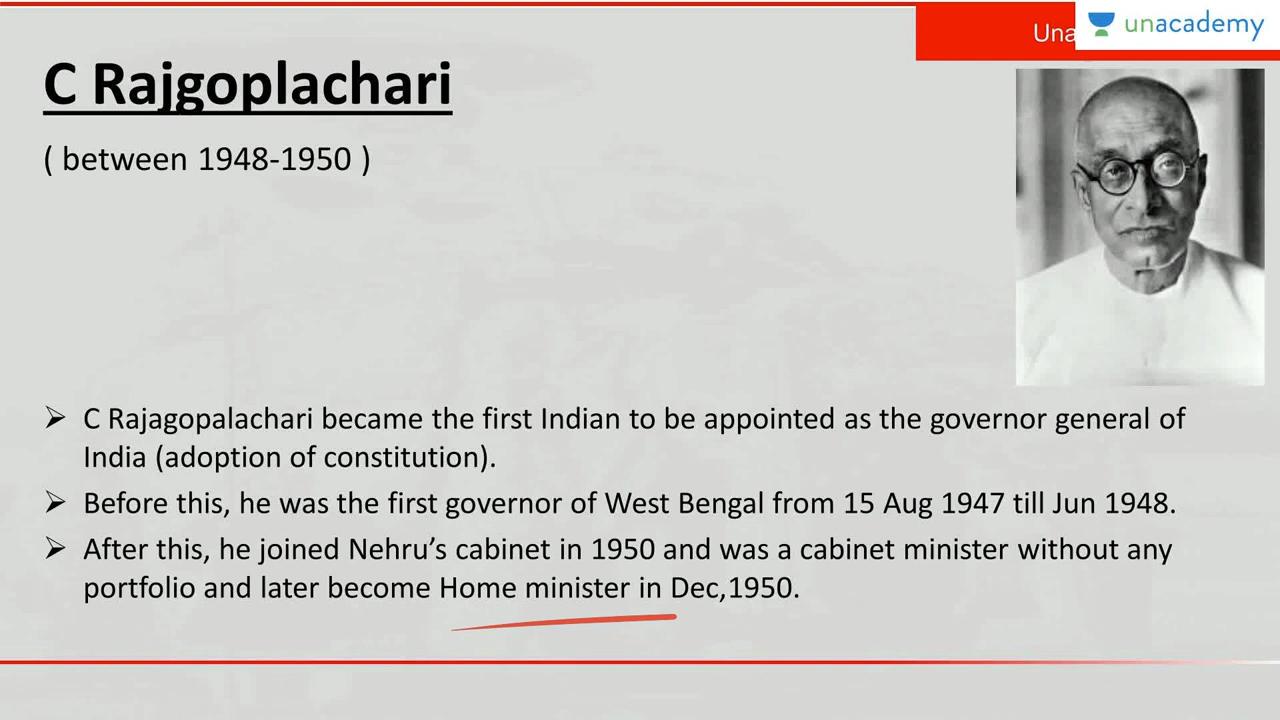 Una
unacademy
C Rajgoplachari
( between 1948-1950 )
➢ C Rajagopalachari became the first Indian to be appointed as the governor general of
India (adoption of constitution).
➢ Before this, he was the first governor of West Bengal from 15 Aug 1947 till Jun 1948.
➢ After this, he joined Nehru’s cabinet in 1950 and was a cabinet minister without any
portfolio and later become Home minister in Dec,1950.